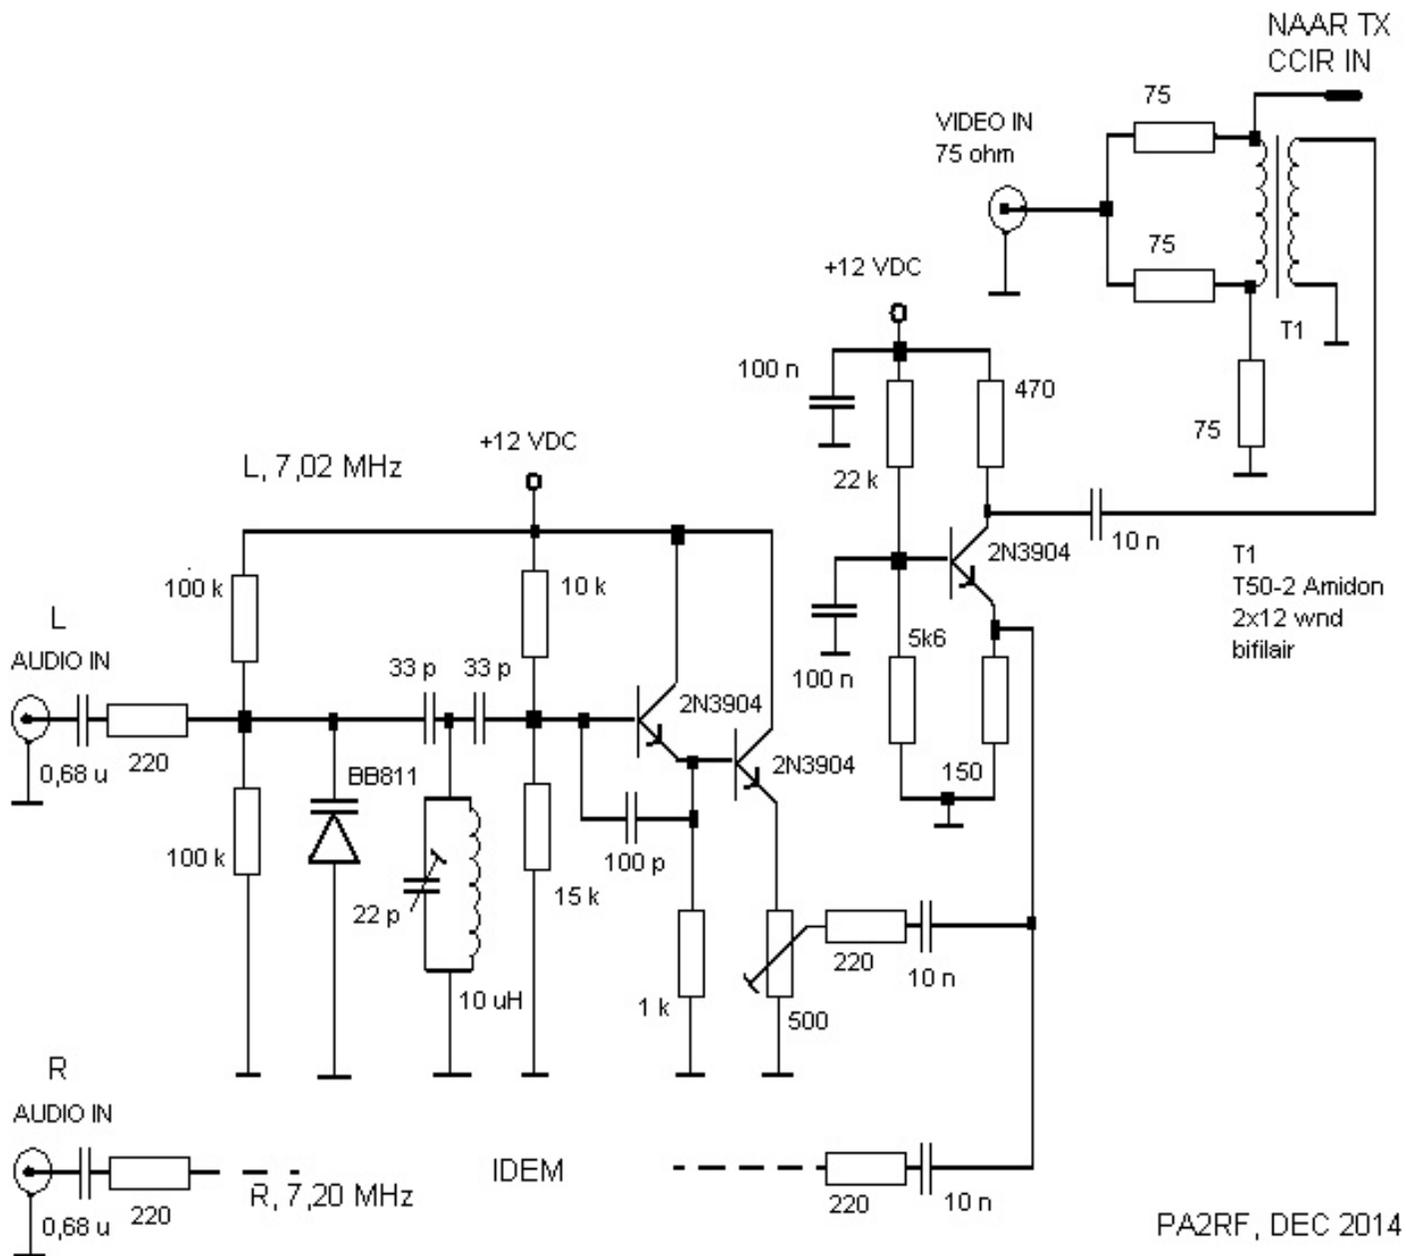 NAAR TX
CCIR IN
75
VIDEO IN
75 ohm
75
+12 VDC
T1
100 n
470
75
+12 VDC
L, 7,02 MHz
22 k
2N3904
10 n
T1
T50-2 Amidon
2x12 wnd
bifilair
100 k
10 k
L
AUDIO IN
5k6
33 p
33 p
100 n
2N3904
0,68 u
220
BB811
2N3904
150
100 k
100 p
22 p
15 k
220
10 n
10 uH
1 k
500
R
AUDIO IN
IDEM
R, 7,20 MHz
0,68 u
220
220
10 n
PA2RF, DEC 2014